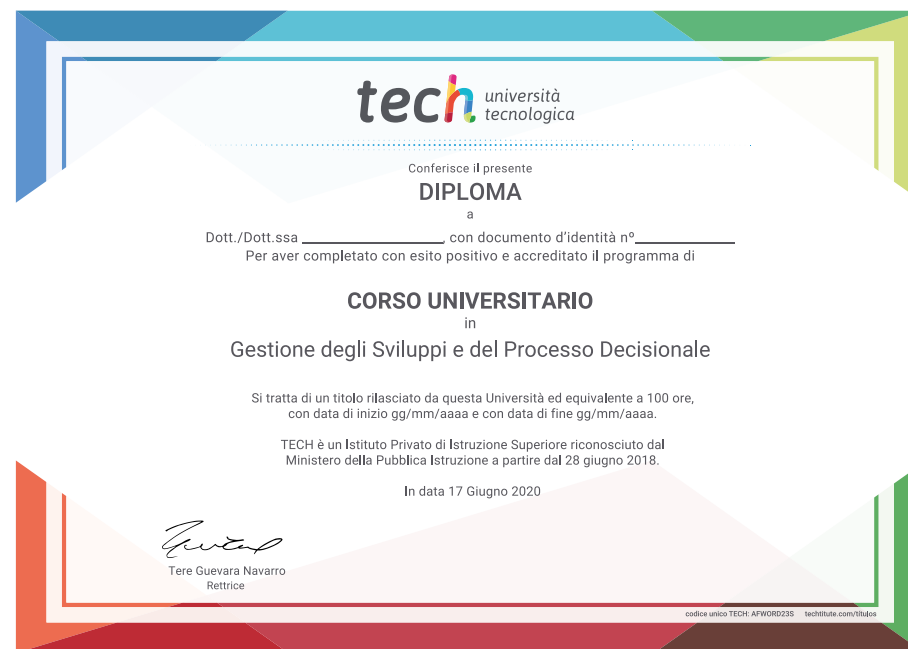 tech università
tecnologica
Conferisce il presente
DIPLOMA
a
Dott./Dott.ssa ________________, con documento d'identità nº____________
Per aver completato con esito positivo e accreditato il programma di
CORSO UNIVERSITARIO
in
Gestione degli Sviluppi e del Processo Decisionale
Si tratta di un titolo rilasciato da questa Università ed equivalente a 100 ore,
con data di inizio gg/mm/aaaa e con data di fine gg/mm/aaaa.
TECH è un Istituto Privato di Istruzione Superiore riconosciuto dal
Ministero della Pubblica Istruzione a partire dal 28 giugno 2018.
In data 17 Giugno 2020
Tere Guevara Navarro
Rettrice
codice unico TECH: AFWORD23S techtitute.com/titulos